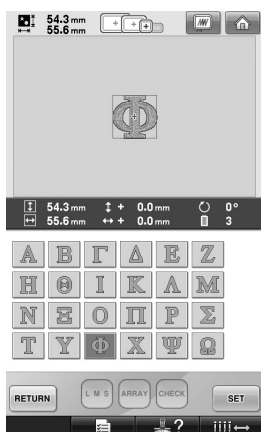 54.3 mm
55.6 mm
Φ
54.3 mm + 0.0 mm 0°
55.6 mm + 0.0 mm 3
Α Β Γ Δ Ε Ζ
Η Θ Ι Κ Λ Μ
Ν Ξ Ο Π Ρ Σ
Τ Υ Φ Χ Ψ Ω
RETURN L M S ARRAY CHECK SET
?